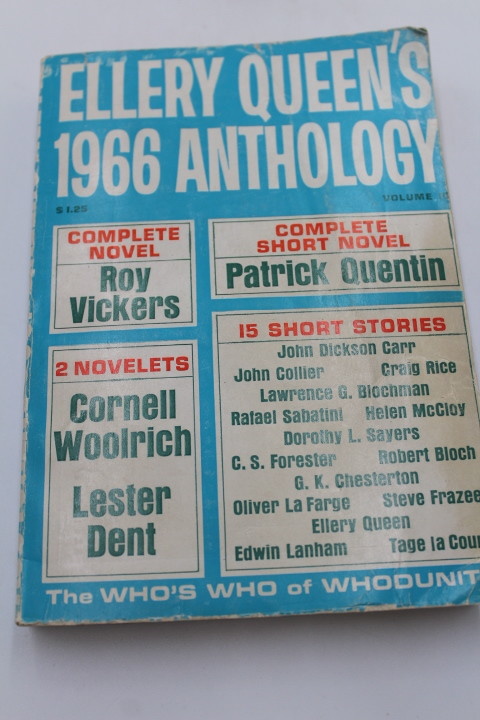 ELLERY QUEEN'S
1966 ANTHOLOGY
$1.25
VOLUME
COMPLETE
NOVEL
Roy
Vickers
COMPLETE
SHORT NOVEL
Patrick Quentin
2 NOVELETS
Cornell
Woolrich
Lester
Dent
15 SHORT STORIES
John Dickson Carr
John Collier Craig Rice
Lawrence G. Blochman
Rafael Sabatini Helen McCloy
Dorothy L. Sayers
C. S. Forester Robert Bloch
G. K. Chesterton
Oliver La Farge Steve Frazee
Ellery Queen
Edwin Lanham Tage la Cour
The WHO'S WHO of WHODUNIT